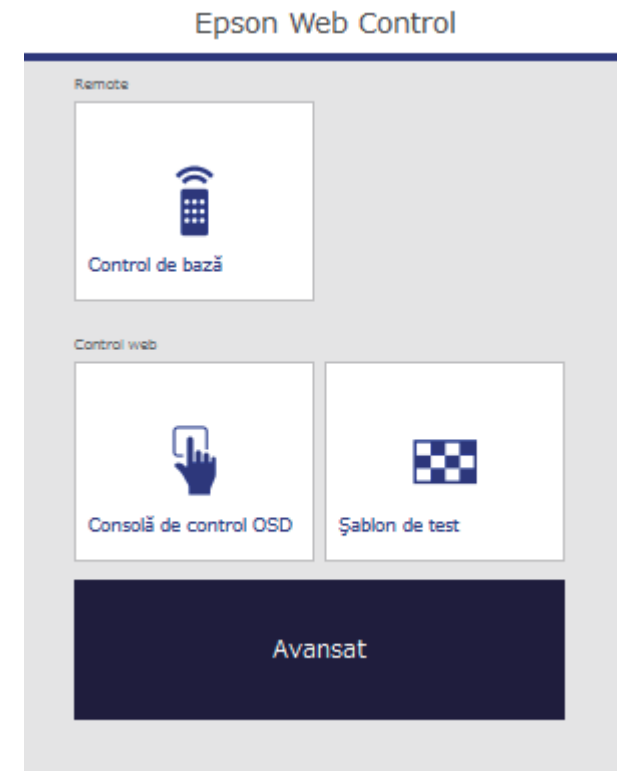 Epson Web Control
Remote
Control de bază
Control web
Consolă de control OSD
Şablon de test
Avansat